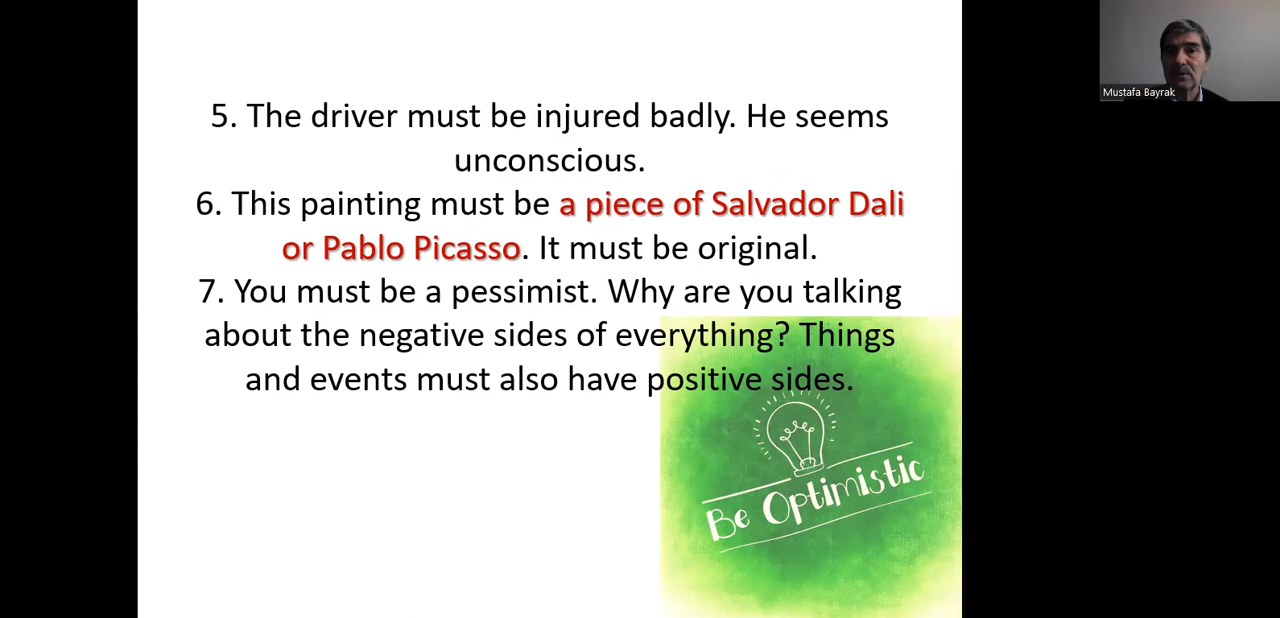 5. The driver must be injured badly. He seems
unconscious.
6. This painting must be a piece of Salvador Dali
or Pablo Picasso. It must be original.
7. You must be a pessimist. Why are you talking
about the negative sides of everything? Things
and events must also have positive sides.
Be Optimistic
Mustafa Bayrak